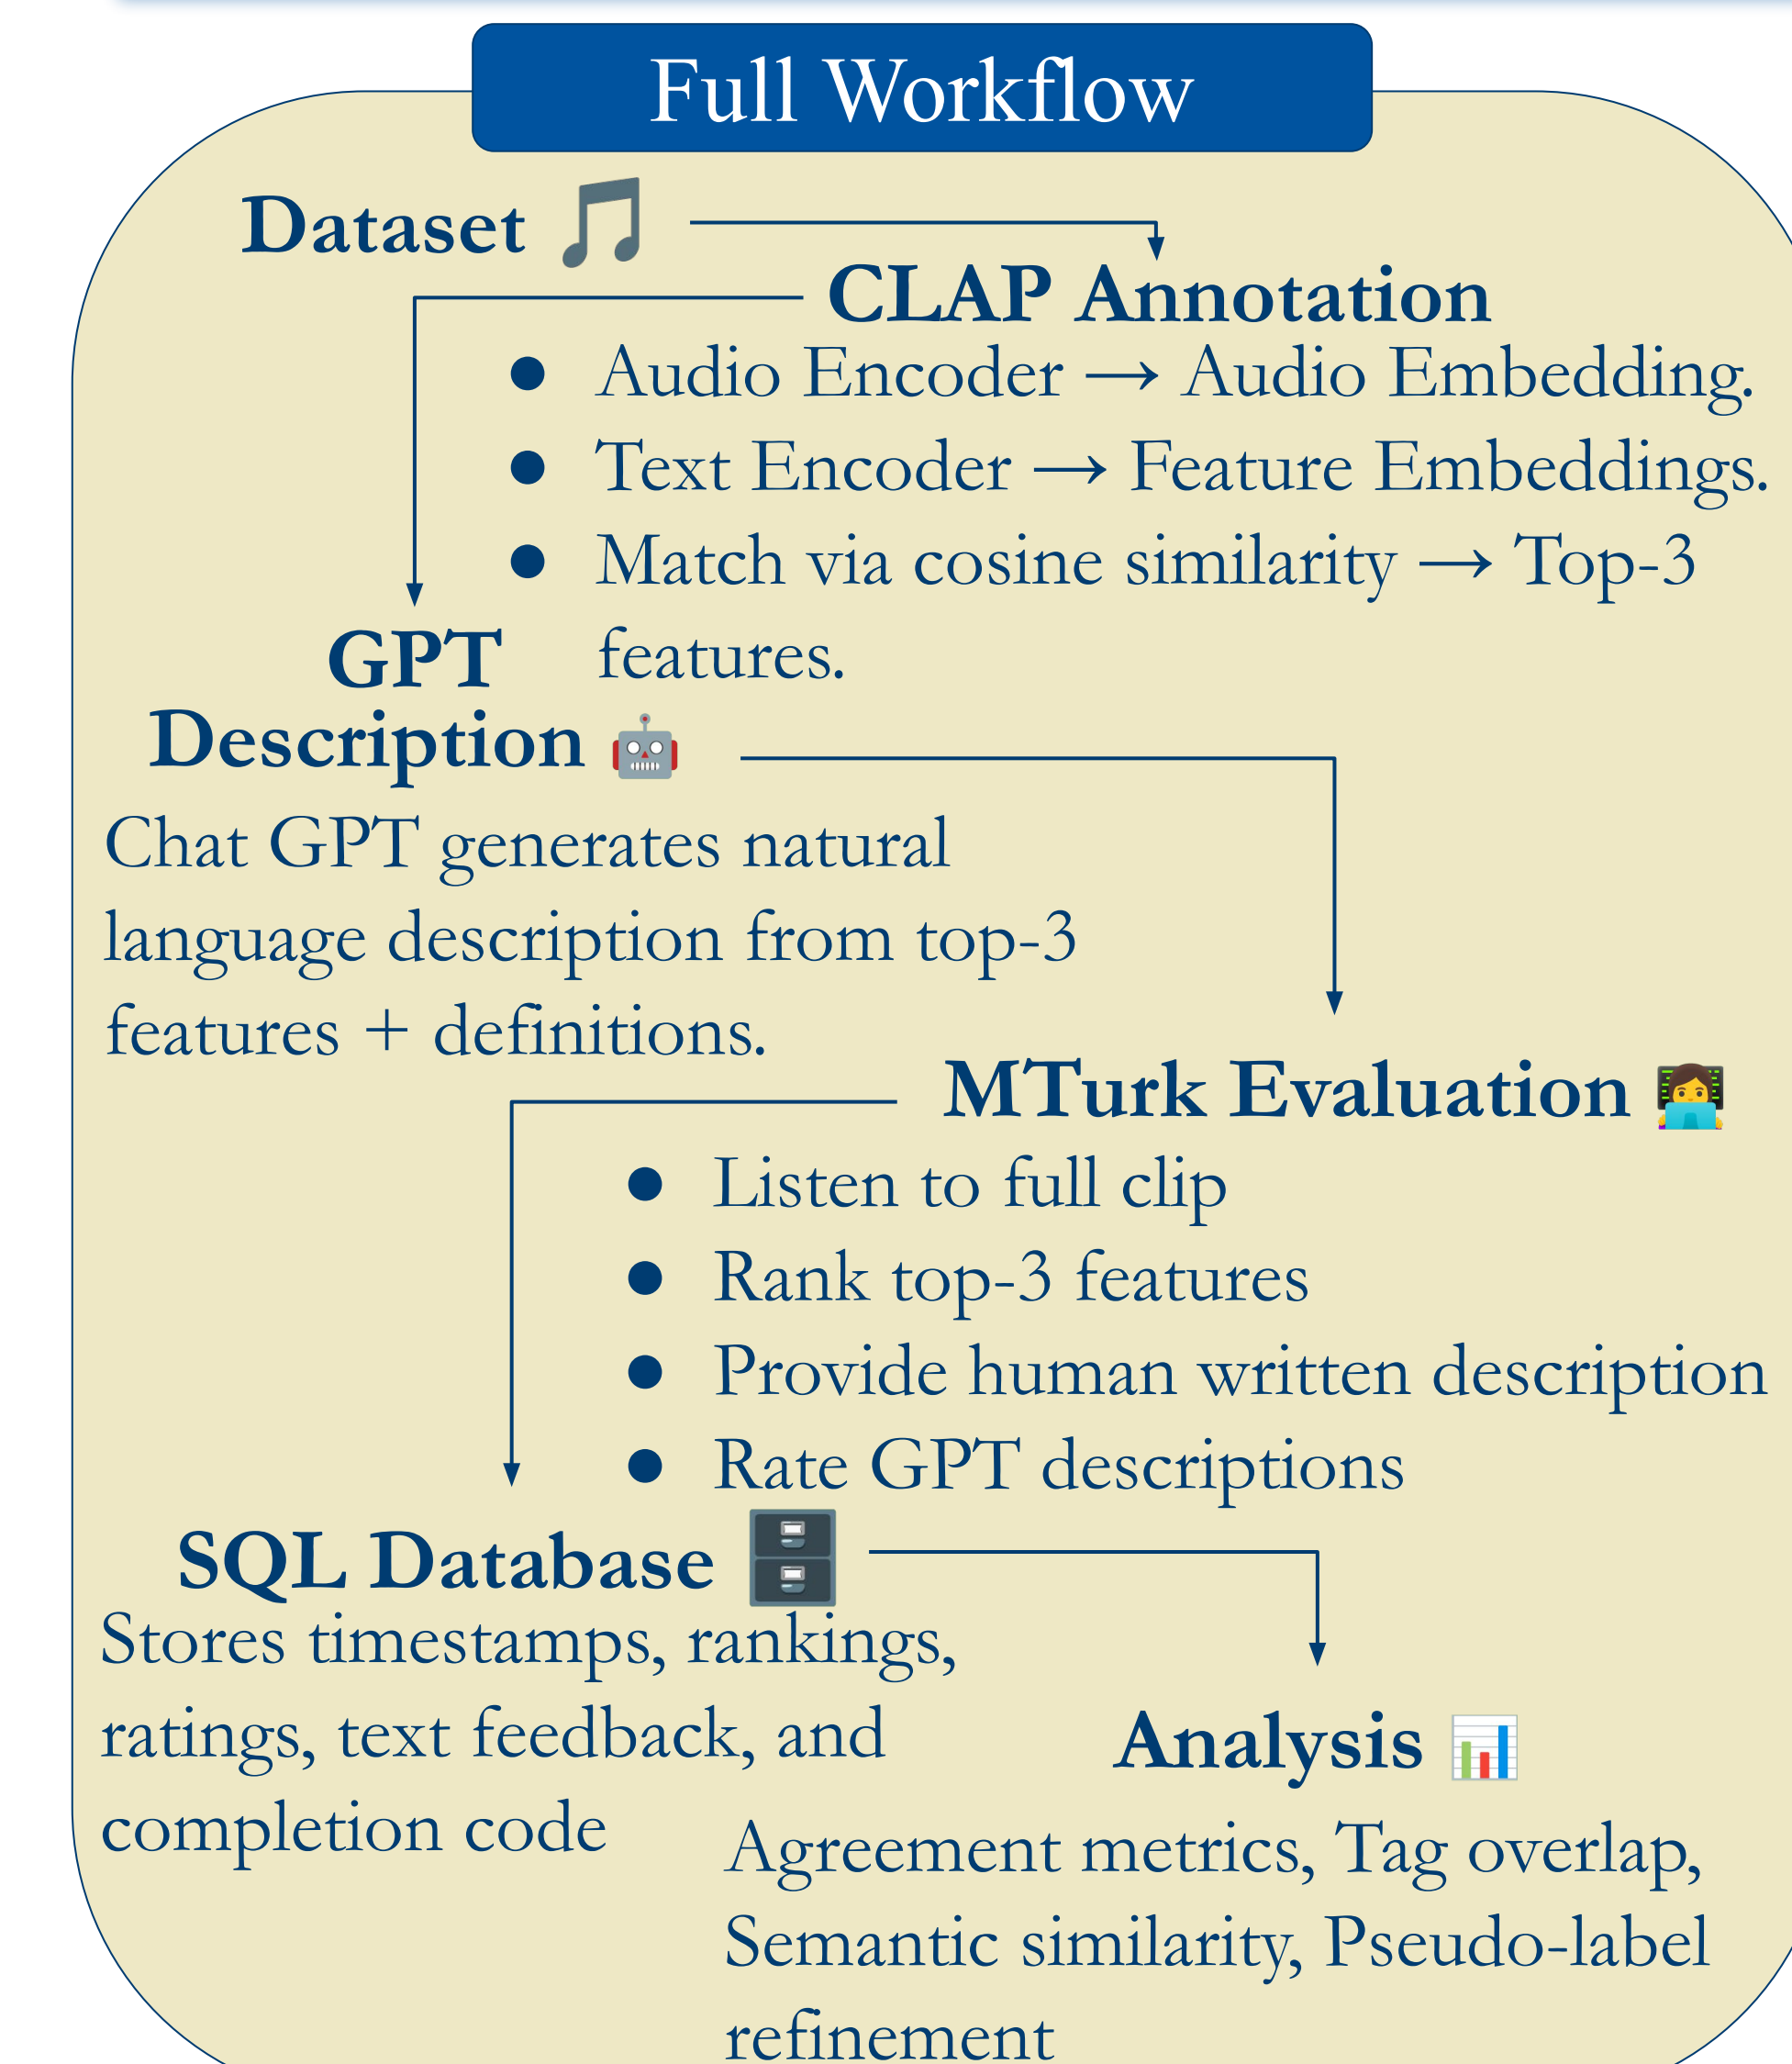 Full Workflow
Dataset
CLAP Annotation
● Audio Encoder → Audio Embedding.
● Text Encoder → Feature Embeddings.
● Match via cosine similarity → Top-3
features.
GPT
Description
Chat GPT generates natural
language description from top-3
features + definitions.
MTurk Evaluation
● Listen to full clip
● Rank top-3 features
● Provide human written description
● Rate GPT descriptions
SQL Database
Stores timestamps, rankings,
ratings, text feedback, and
completion code
Analysis
Agreement metrics, Tag overlap,
Semantic similarity, Pseudo-label
refinement